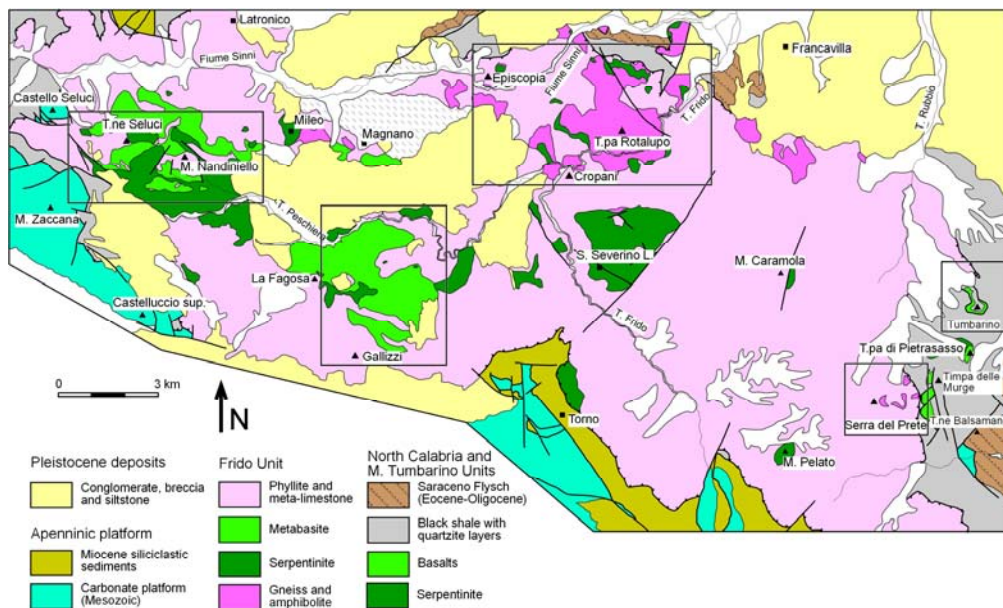 Latronico
Francavilla
Fiume Sinni
Episcopia
Fiume Sinni
T. Rubbio
Castello Seluci
T.ne Seluci
Mileo
Magnano
T. Frido
T.pa Rotalupo
M. Nandiniello
Cropani
M. Zaccana
T. Peschiera
S. Severino L.
M. Caramola
La Fagosa
Castelluccio sup.
T. Frido
Tumbarino
Gallizzi
T.pa di Pietrasasso
Timpa delle
Murge
0 3 km
N
Torno
Serra del Prete
T.ne Balsamano
M. Pelato
Pleistocene deposits
Conglomerate, breccia
and siltstone
Apenninic platform
Miocene siliciclastic
sediments
Carbonate platform
(Mesozoic)
Frido Unit
Phyllite and
meta-limestone
Metabasite
Serpentinite
Gneiss and
amphibolite
North Calabria and
M. Tumbarino Units
Saraceno Flysch
(Eocene-Oligocene)
Black shale with
quartzite layers
Basalts
Serpentinite